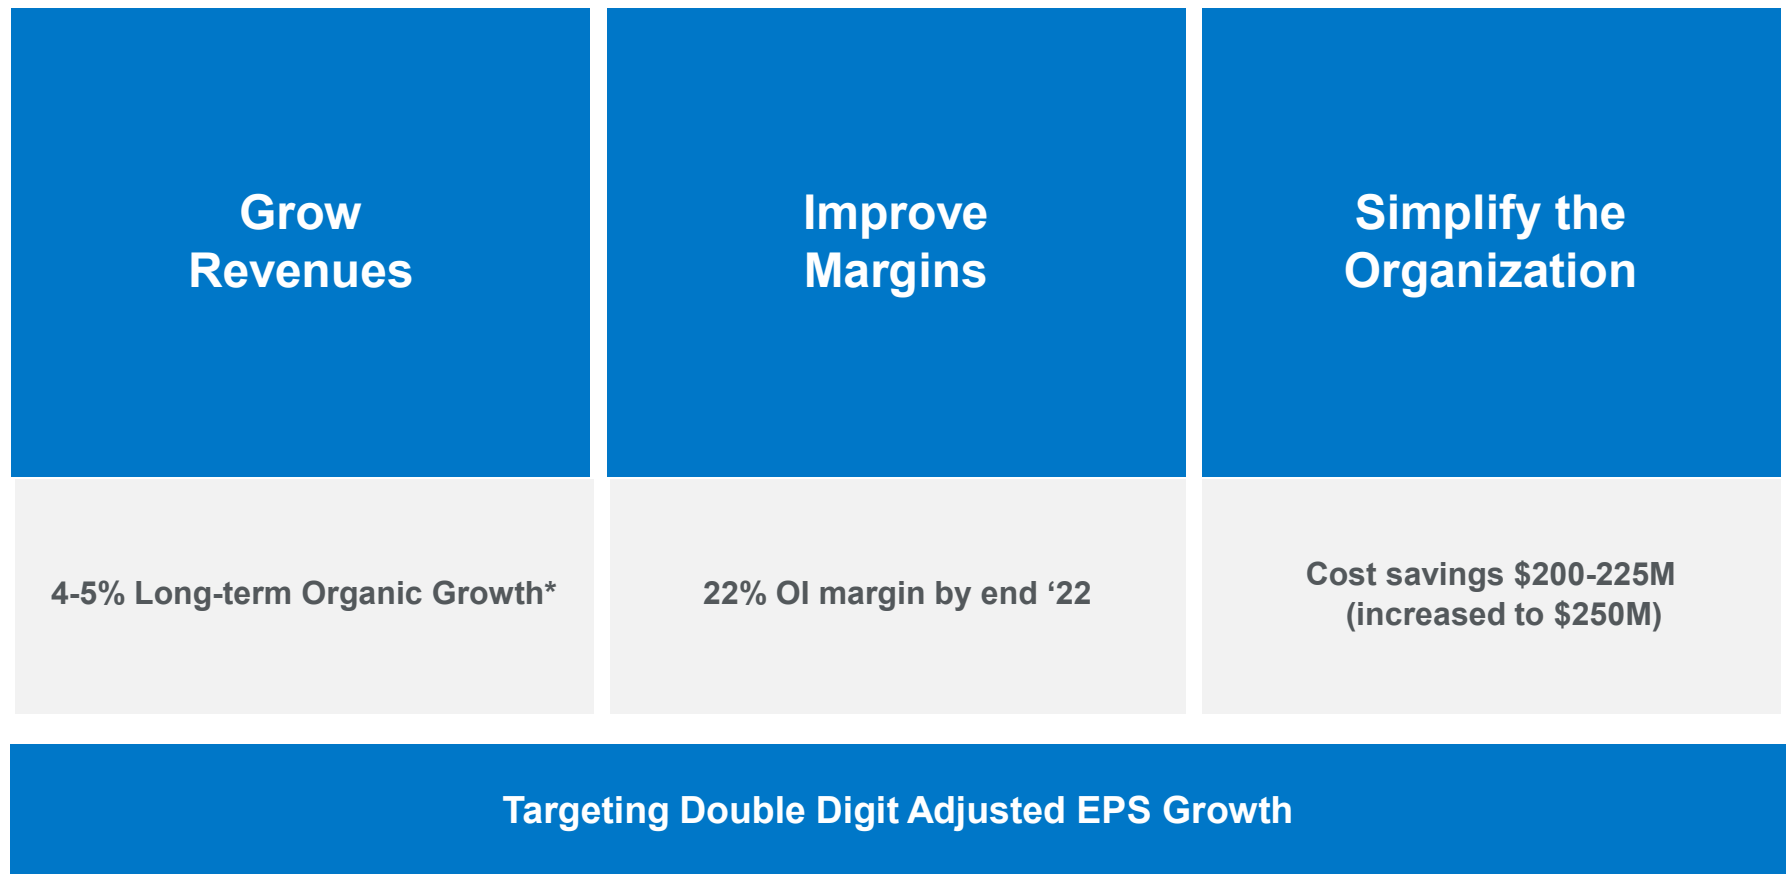 Grow
Revenues
Improve
Margins
Simplify the
Organization
4-5% Long-term Organic Growth*
22% OI margin by end ‘22
Cost savings $200-225M
(increased to $250M)
Targeting Double Digit Adjusted EPS Growth